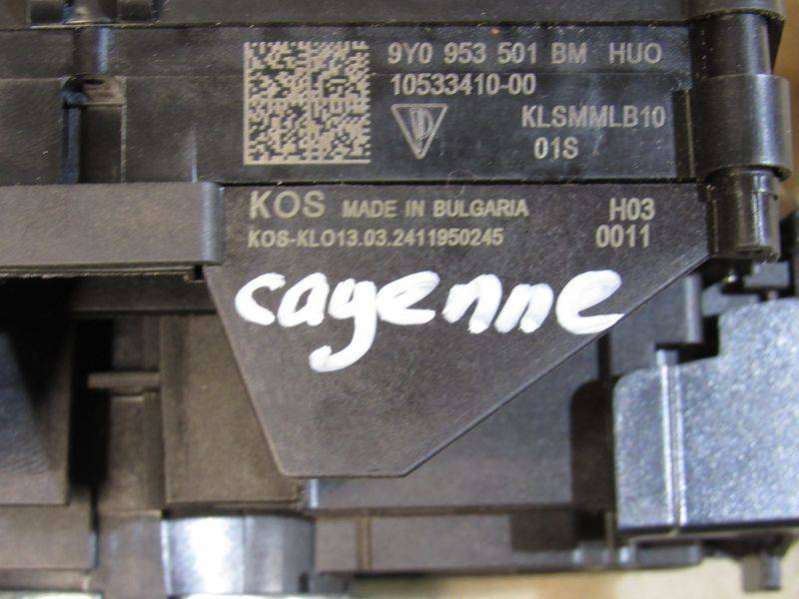 9Y0 953 501 BM HUO
10533410-00
KLSMMLB10
01S
KOS MADE IN BULGARIA H03
KOS-KLO13.03.2411950245 0011
cayenne